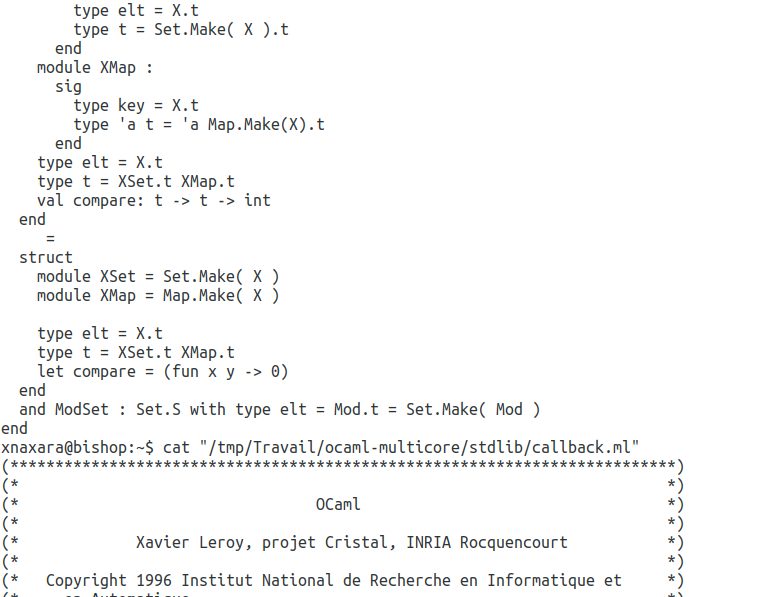 type elt = X.t
type t = Set.Make( X ).t
end
module XMap :
sig
type key = X.t
type 'a t = 'a Map.Make(X).t
end
type elt = X.t
type t = XSet.t XMap.t
val compare: t -> t -> int
end
=
struct
module XSet = Set.Make( X )
module XMap = Map.Make( X )
type elt = X.t
type t = XSet.t XMap.t
let compare = (fun x y -> 0)
end
and ModSet : Set.S with type elt = Mod.t = Set.Make( Mod )
end
xnaxara@bishop:~$ cat "/tmp/Travail/ocaml-multicore/stdlib/callback.ml"
(**************************************************************************)
(* *)
(* OCaml *)
(* *)
(* Xavier Leroy, projet Cristal, INRIA Rocquencourt *)
(* *)
(* Copyright 1996 Institut National de Recherche en Informatique et *)
(* en Automatique.